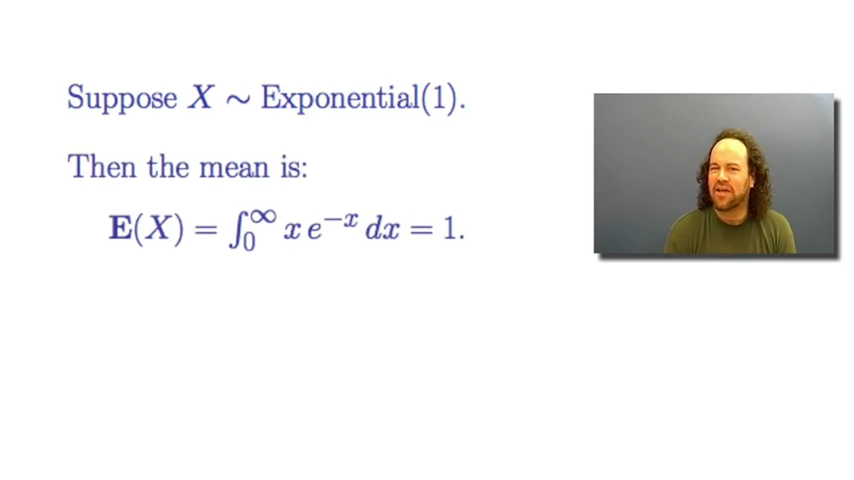 Suppose X ∼ Exponential(1).
Then the mean is:
E(X) = ∫₀^∞ x e^{−x} dx = 1.